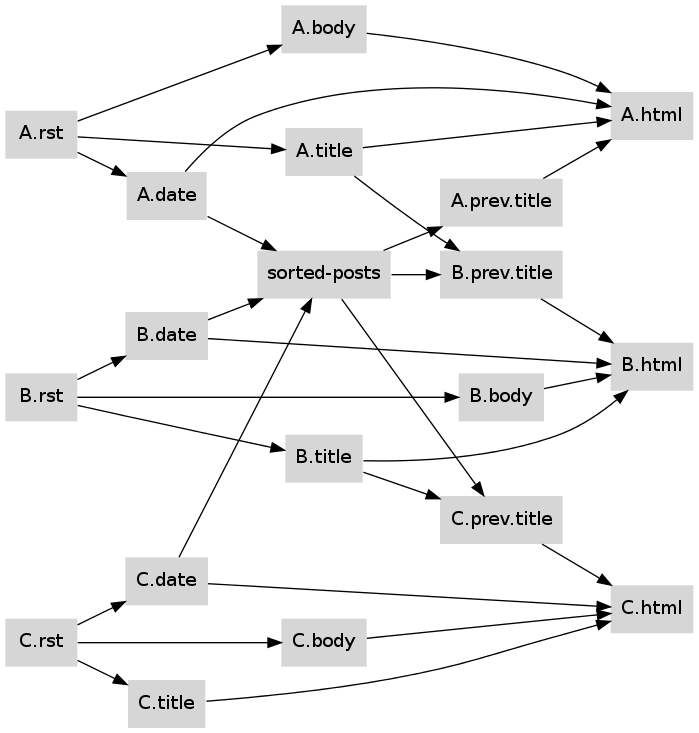 A.body
A.html
A.rst
A.title
A.date
A.prev.title
sorted-posts
B.prev.title
B.date
B.html
B.rst
B.body
B.title
C.prev.title
C.date
C.html
C.rst
C.body
C.title